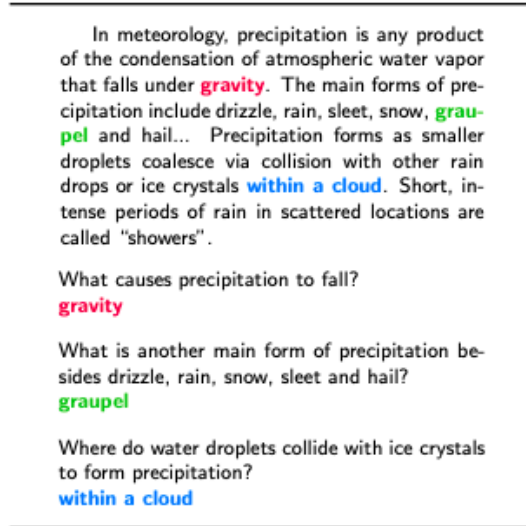 In meteorology, precipitation is any product
of the condensation of atmospheric water vapor
that falls under gravity. The main forms of pre-
cipitation include drizzle, rain, sleet, snow, grau-
pel and hail... Precipitation forms as smaller
droplets coalesce via collision with other rain
drops or ice crystals within a cloud. Short, in-
tense periods of rain in scattered locations are
called “showers”.
What causes precipitation to fall?
gravity
What is another main form of precipitation be-
sides drizzle, rain, snow, sleet and hail?
graupel
Where do water droplets collide with ice crystals
to form precipitation?
within a cloud